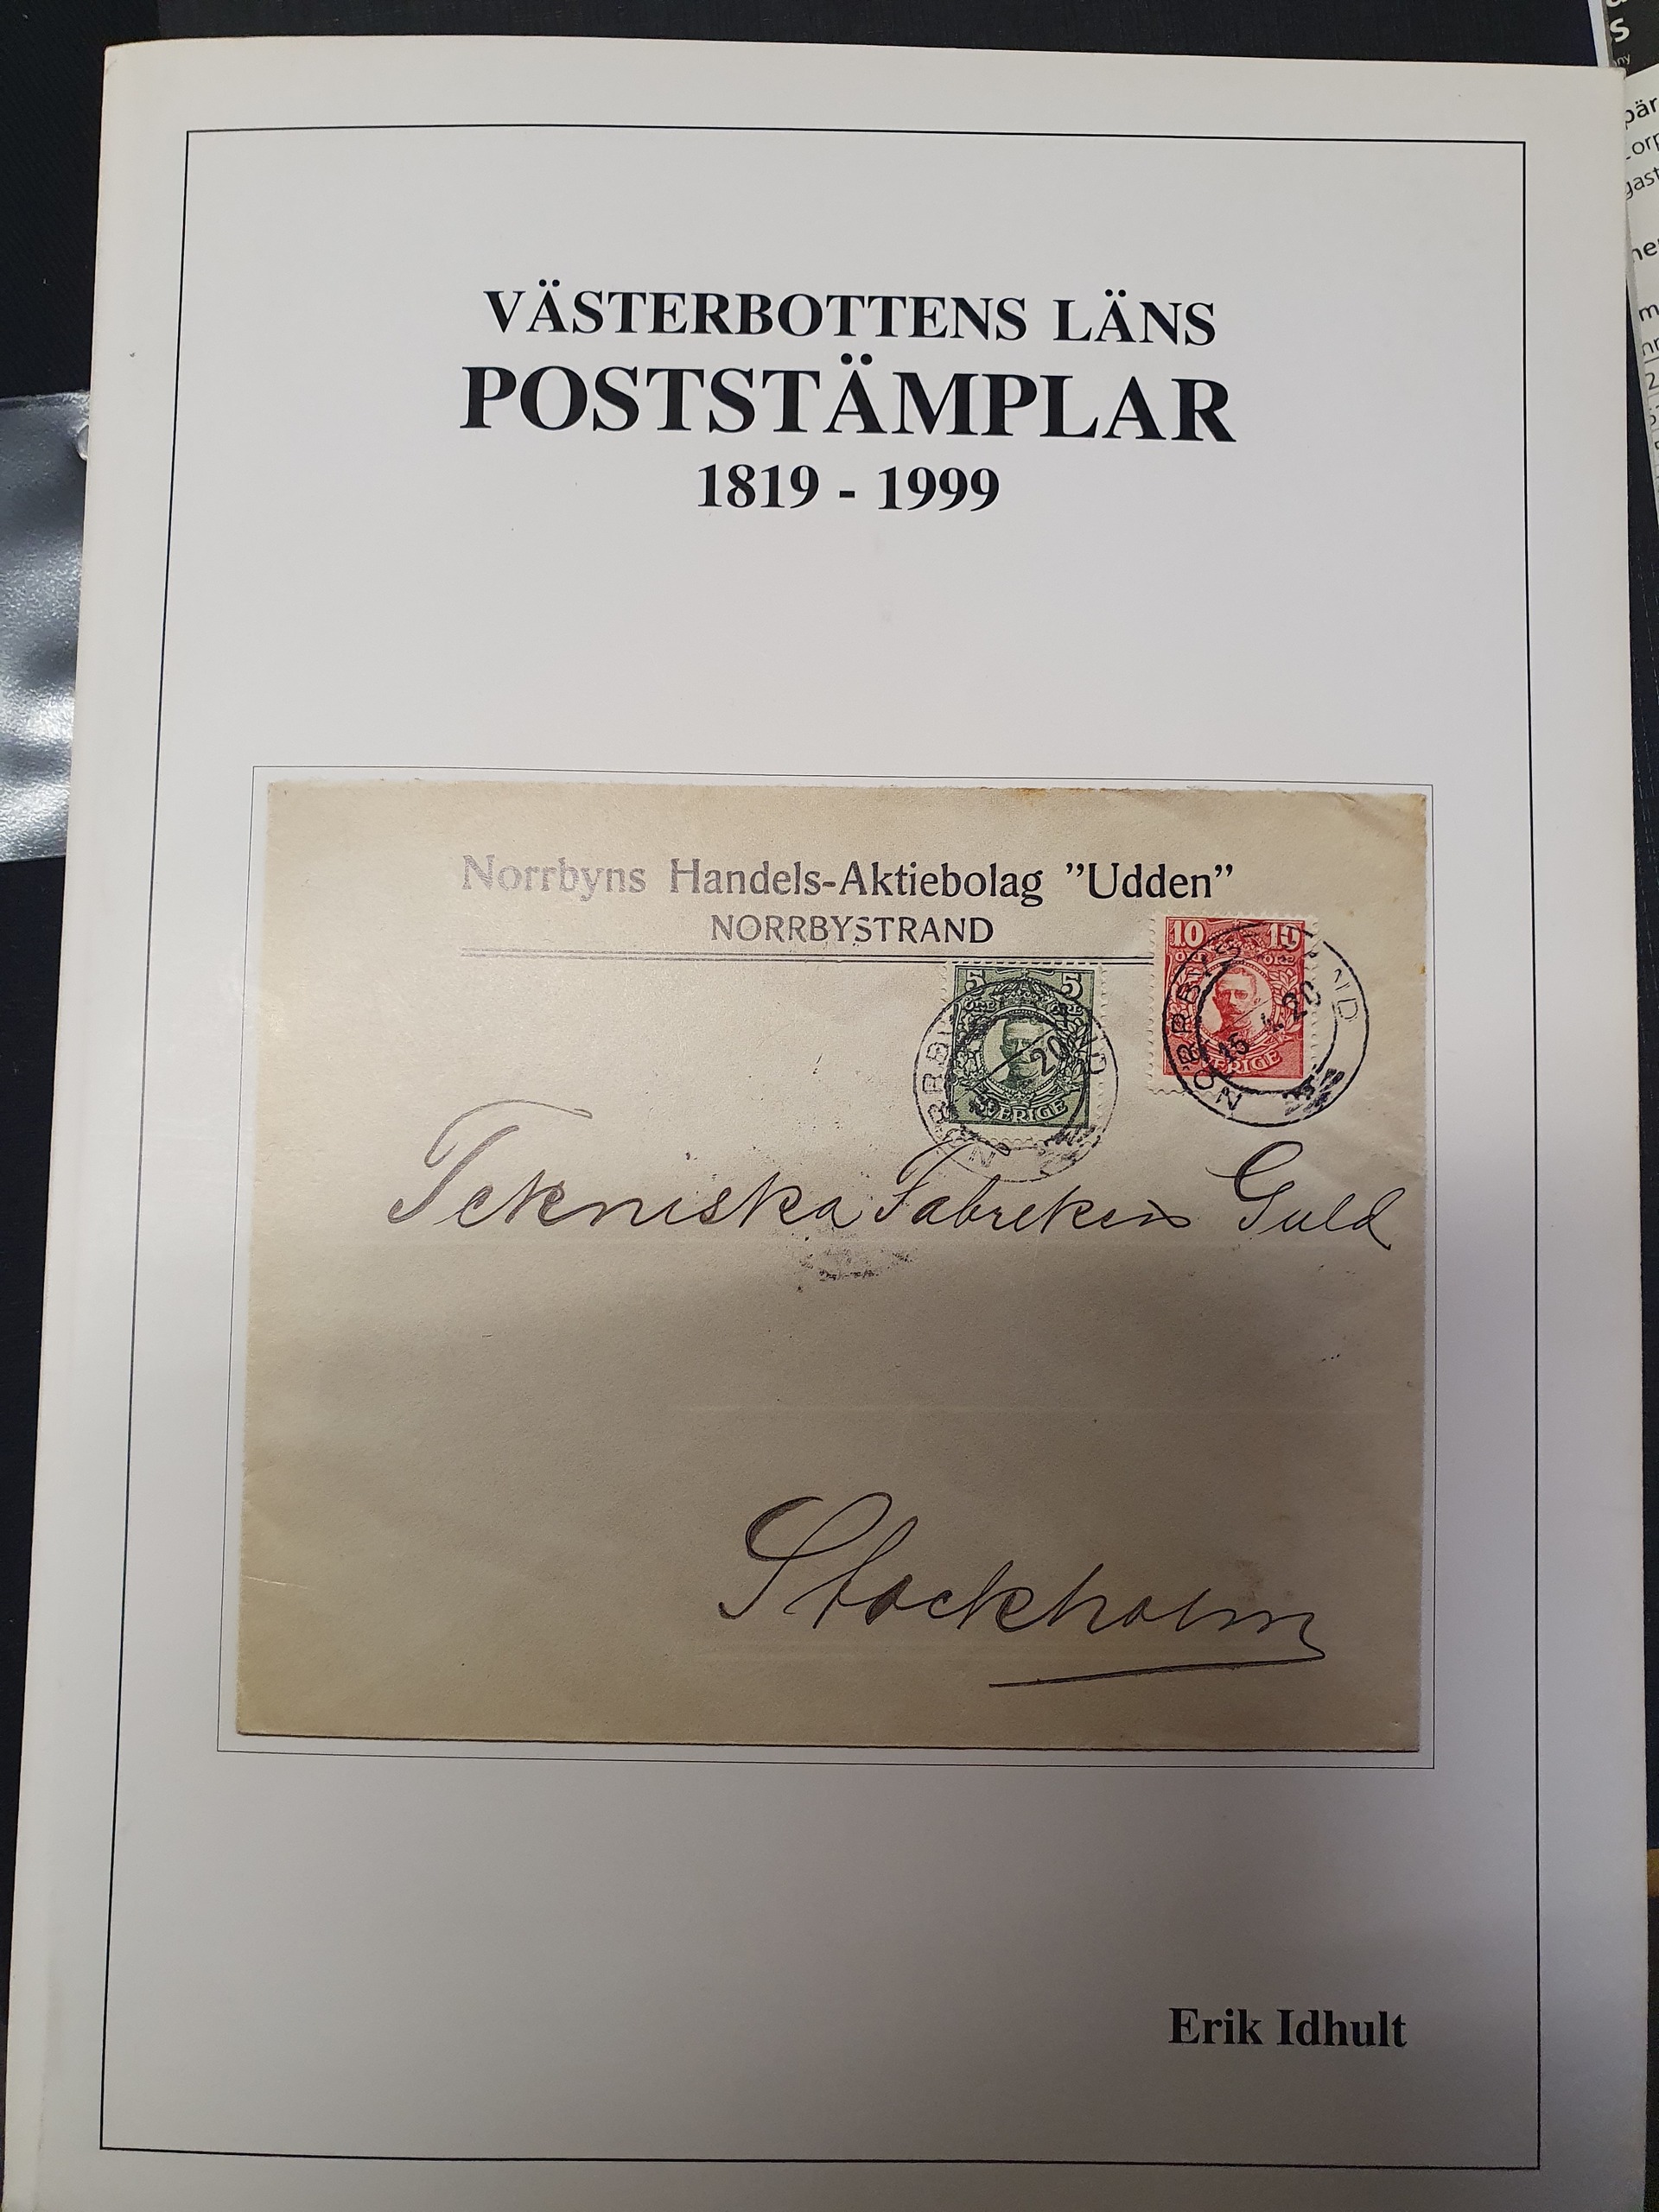 VÄSTERBOTTENS LÄNS
POSTSTÄMPLAR
1819 - 1999
Norrbyns Handels-Aktiebolag ”Udden”
NORRBYSTRAND
10 10
5 5
SVERIGE
Tekniska Fabriken Guld
Stockholm
Erik Idhult